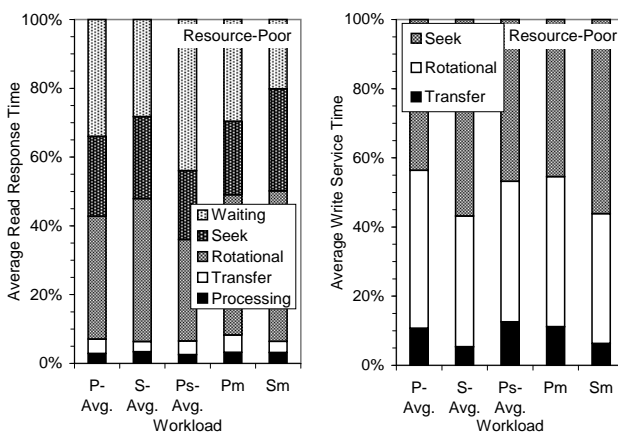 Average Read Response Time
100%
80%
60%
40%
20%
0%
Resource-Poor
Waiting
Seek
Rotational
Transfer
Processing
P-
Avg.
S-
Avg.
Ps-
Avg.
Pm
Sm
Workload
Average Write Service Time
100%
80%
60%
40%
20%
0%
Resource-Poor
Seek
Rotational
Transfer
P-
Avg.
S-
Avg.
Ps-
Avg.
Pm
Sm
Workload